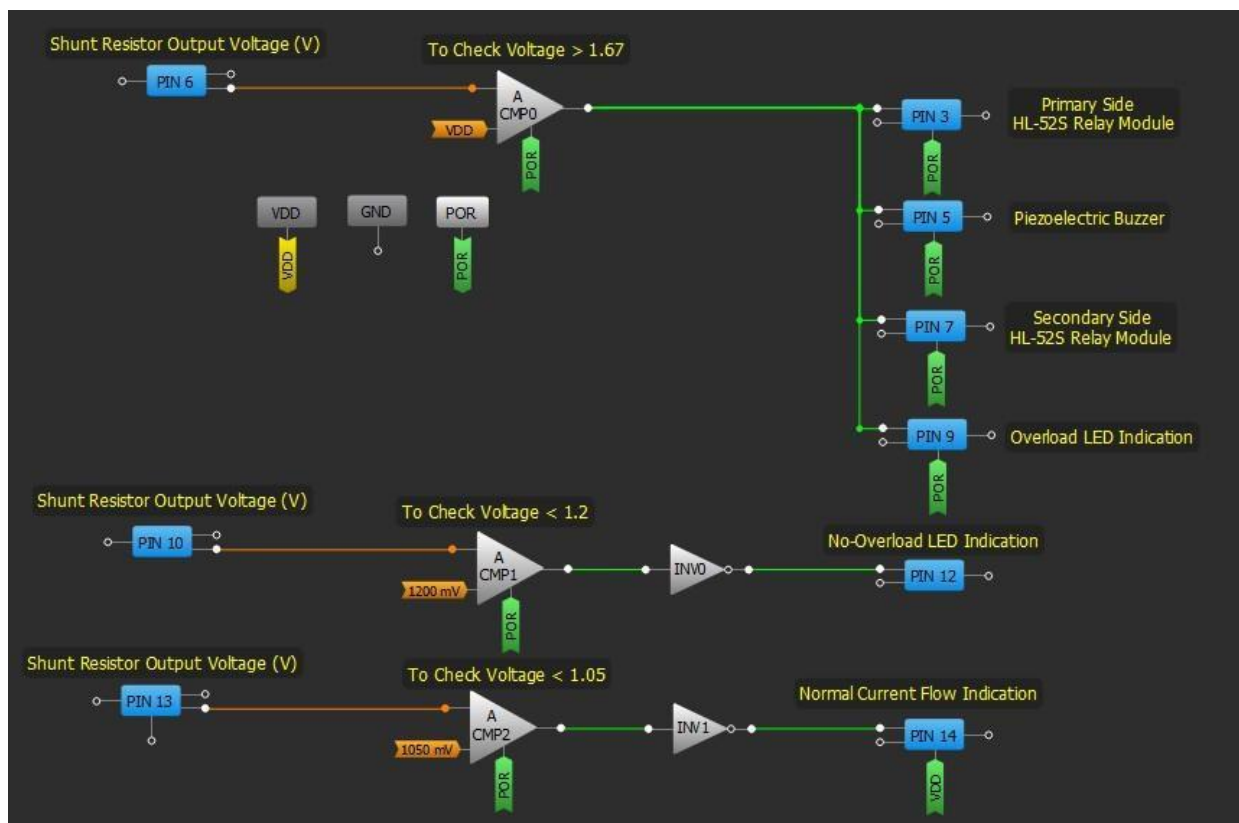 Shunt Resistor Output Voltage (V)
PIN 6
To Check Voltage > 1.67
A
CMP0
VDD
POR
PIN 3
POR
Primary Side
HL-52S Relay Module
VDD
VDD
GND
POR
POR
PIN 5
POR
Piezoelectric Buzzer
PIN 7
POR
Secondary Side
HL-52S Relay Module
PIN 9
POR
Overload LED Indication
Shunt Resistor Output Voltage (V)
PIN 10
To Check Voltage < 1.2
A
CMP1
1200 mV
POR
INV0
No-Overload LED Indication
PIN 12
Shunt Resistor Output Voltage (V)
PIN 13
To Check Voltage < 1.05
A
CMP2
1050 mV
POR
INV1
Normal Current Flow Indication
PIN 14
VDD